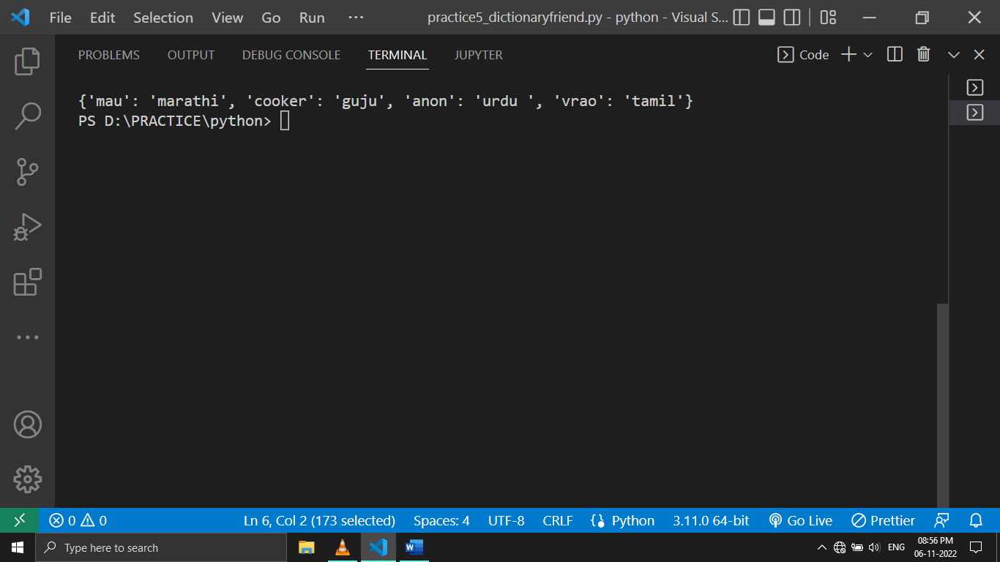 File Edit Selection View Go Run ··· practice5_dictionaryfriend.py - python - Visual S...
PROBLEMS OUTPUT DEBUG CONSOLE TERMINAL JUPYTER Code
{'mau': 'marathi', 'cooker': 'guju', 'anon': 'urdu ', 'vrao': 'tamil'}
PS D:\PRACTICE\python>
0 0 Ln 6, Col 2 (173 selected) Spaces: 4 UTF-8 CRLF Python 3.11.0 64-bit Go Live Prettier
Type here to search ENG 08:56 PM
06-11-2022